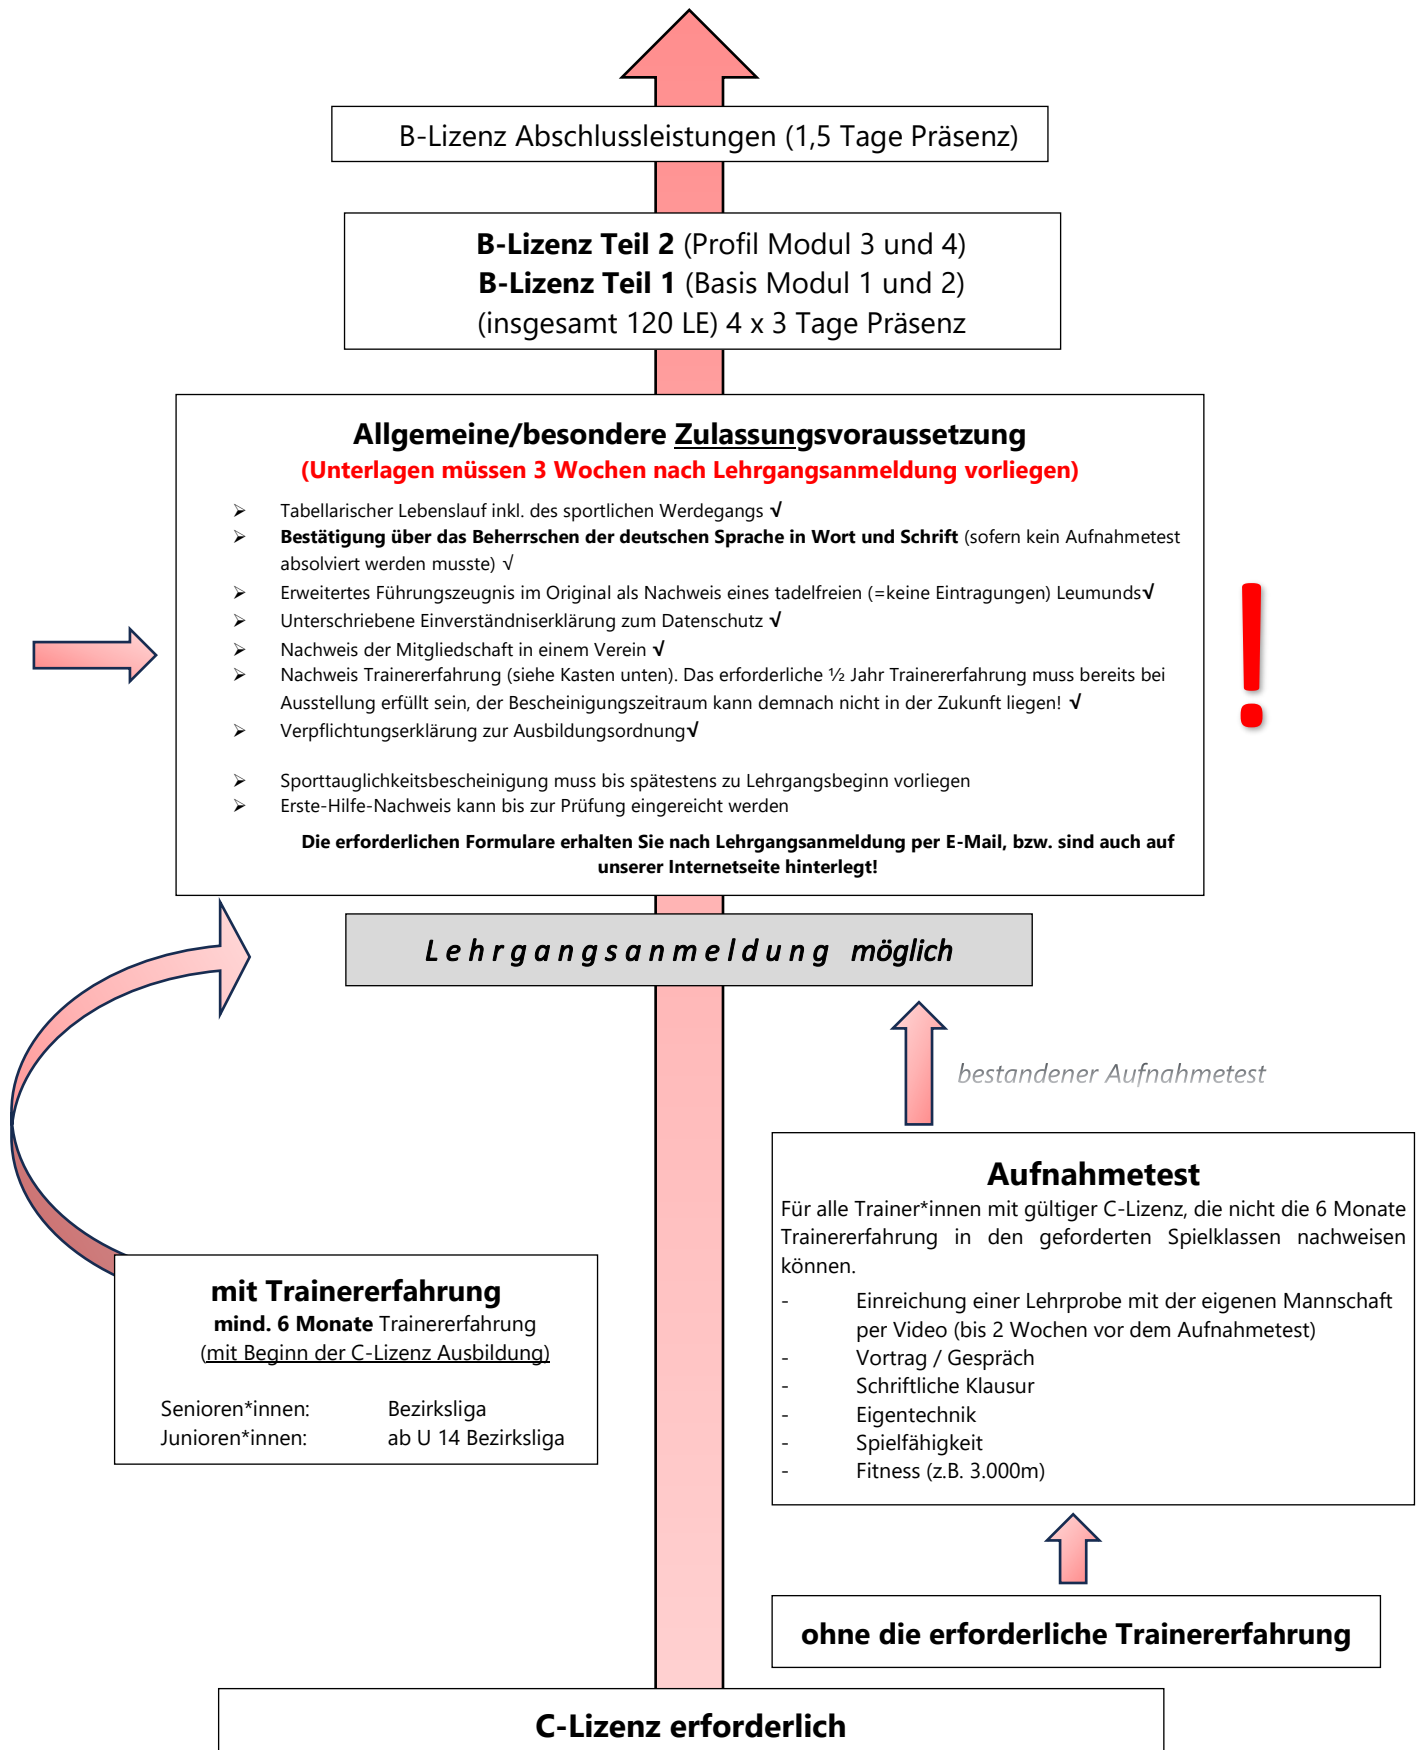 B-Lizenz Abschlussleistungen (1,5 Tage Präsenz)
B-Lizenz Teil 2 (Profil Modul 3 und 4)
B-Lizenz Teil 1 (Basis Modul 1 und 2)
(insgesamt 120 LE) 4 x 3 Tage Präsenz
Allgemeine/besondere Zulassungsvoraussetzung
(Unterlagen müssen 3 Wochen nach Lehrgangsanmeldung vorliegen)
➢ Tabellarischer Lebenslauf inkl. des sportlichen Werdegangs √
➢ Bestätigung über das Beherrschen der deutschen Sprache in Wort und Schrift (sofern kein Aufnahmetest
absolviert werden musste) √
➢ Erweitertes Führungszeugnis im Original als Nachweis eines tadelfreien (=keine Eintragungen) Leumunds√
➢ Unterschriebene Einverständniserklärung zum Datenschutz √
➢ Nachweis der Mitgliedschaft in einem Verein √
➢ Nachweis Trainererfahrung (siehe Kasten unten). Das erforderliche ½ Jahr Trainererfahrung muss bereits bei
Ausstellung erfüllt sein, der Bescheinigungszeitraum kann demnach nicht in der Zukunft liegen! √
➢ Verpflichtungserklärung zur Ausbildungsordnung√
➢ Sporttauglichkeitsbescheinigung muss bis spätestens zu Lehrgangsbeginn vorliegen
➢ Erste-Hilfe-Nachweis kann bis zur Prüfung eingereicht werden
Die erforderlichen Formulare erhalten Sie nach Lehrgangsanmeldung per E-Mail, bzw. sind auch auf
unserer Internetseite hinterlegt!
!
Lehrgangsanmeldung möglich
bestandener Aufnahmetest
Aufnahmetest
Für alle Trainer*innen mit gültiger C-Lizenz, die nicht die 6 Monate
Trainererfahrung in den geforderten Spielklassen nachweisen
können.
- Einreichung einer Lehrprobe mit der eigenen Mannschaft
per Video (bis 2 Wochen vor dem Aufnahmetest)
- Vortrag / Gespräch
- Schriftliche Klausur
- Eigentechnik
- Spielfähigkeit
- Fitness (z.B. 3.000m)
mit Trainererfahrung
mind. 6 Monate Trainererfahrung
(mit Beginn der C-Lizenz Ausbildung)
Senioren*innen: Bezirksliga
Junioren*innen: ab U 14 Bezirksliga
ohne die erforderliche Trainererfahrung
C-Lizenz erforderlich